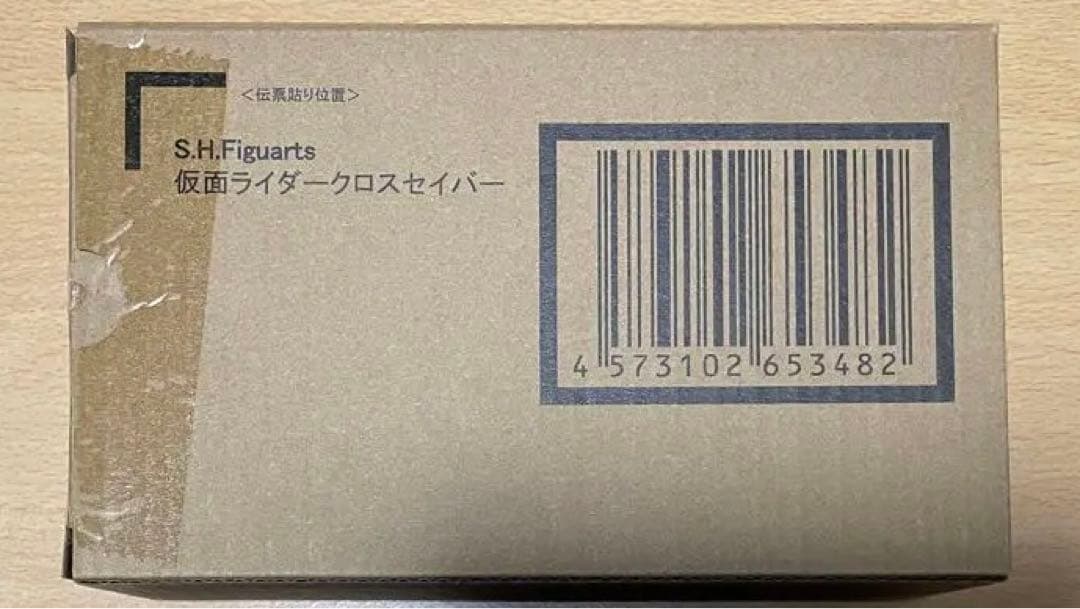 <伝票貼り位置>
S.H.Figuarts
仮面ライダークロスセイバー
4 573102 653482